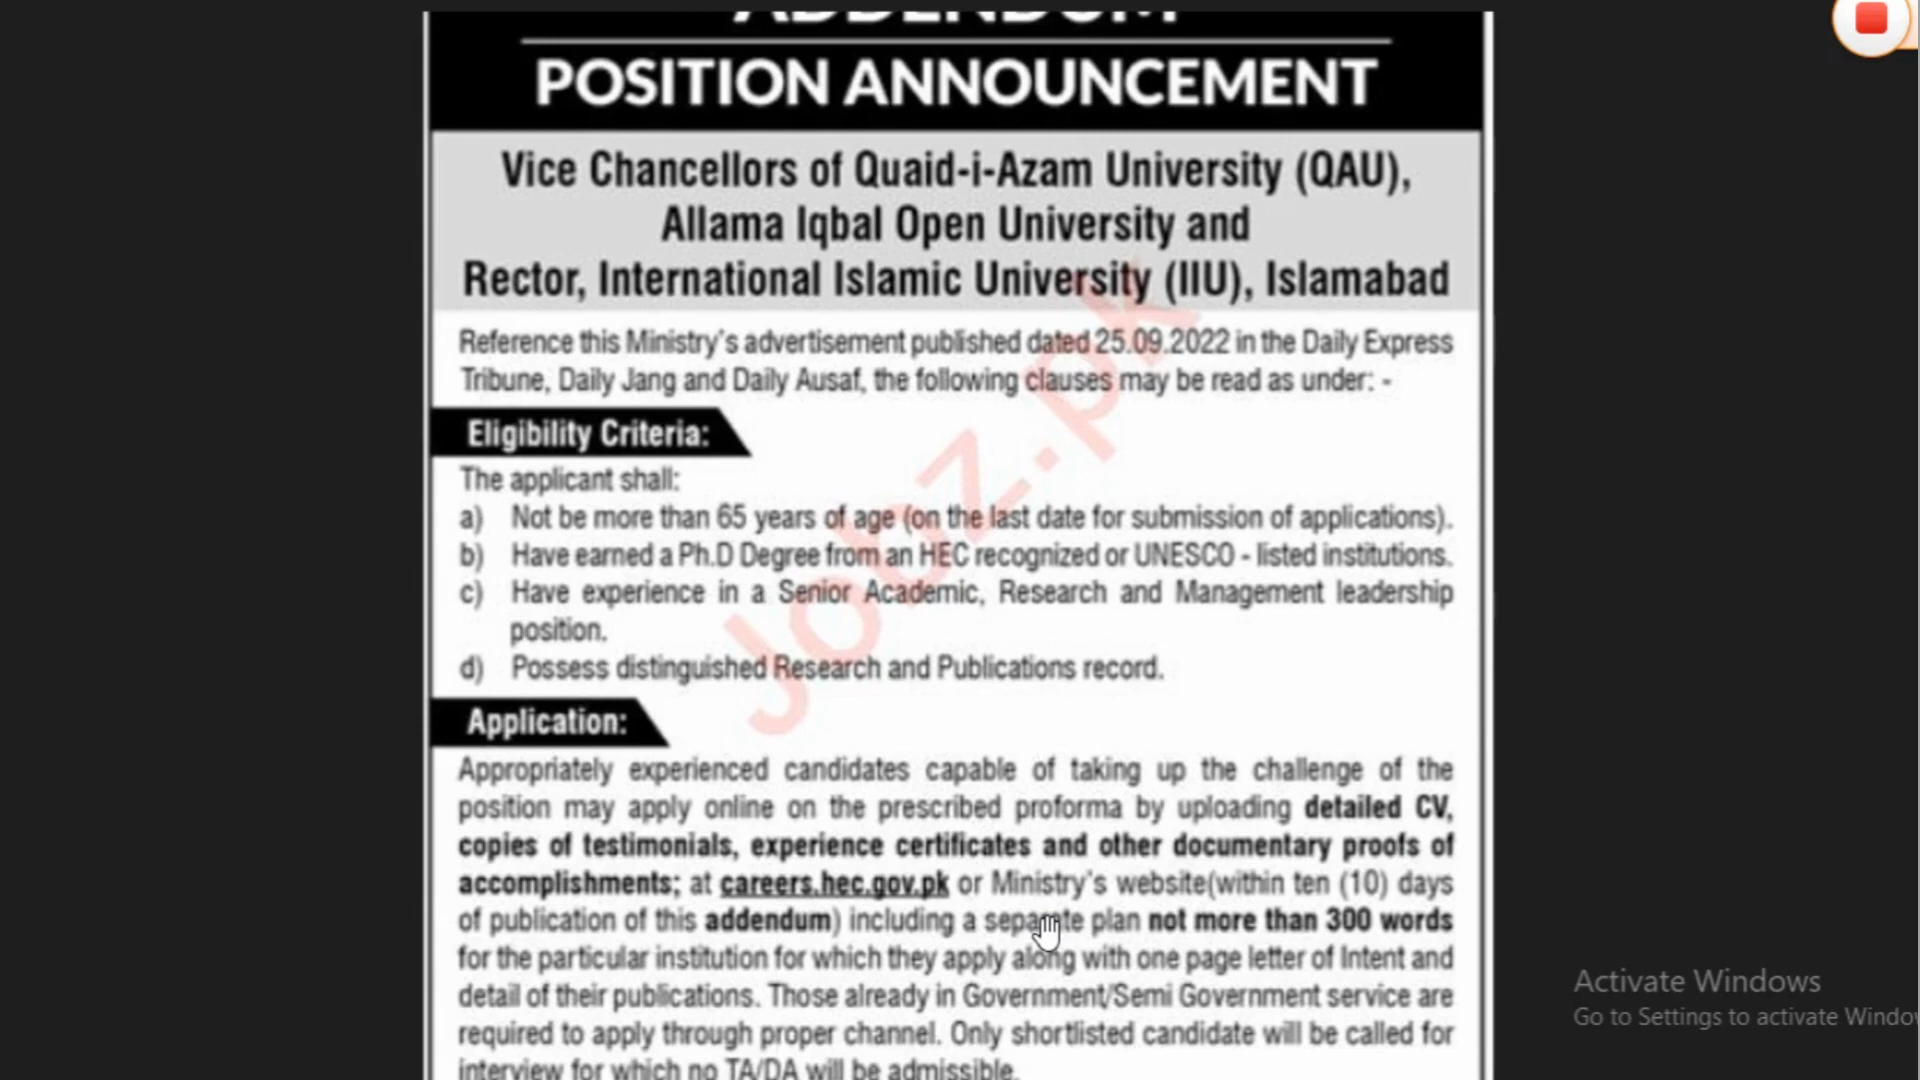 ADDENDUM
POSITION ANNOUNCEMENT
Vice Chancellors of Quaid-i-Azam University (QAU),
Allama Iqbal Open University and
Rector, International Islamic University (IIU), Islamabad
Reference this Ministry's advertisement published dated 25.09.2022 in the Daily Express
Tribune, Daily Jang and Daily Ausaf, the following clauses may be read as under: -
Eligibility Criteria:
The applicant shall:
a) Not be more than 65 years of age (on the last date for submission of applications).
b) Have earned a Ph.D Degree from an HEC recognized or UNESCO - listed institutions.
c) Have experience in a Senior Academic, Research and Management leadership
position.
d) Possess distinguished Research and Publications record.
Application:
Appropriately experienced candidates capable of taking up the challenge of the
position may apply online on the prescribed proforma by uploading detailed CV,
copies of testimonials, experience certificates and other documentary proofs of
accomplishments; at careers.hec.gov.pk or Ministry's website(within ten (10) days
of publication of this addendum) including a separate plan not more than 300 words
for the particular institution for which they apply along with one page letter of Intent and
detail of their publications. Those already in Government/Semi Government service are
required to apply through proper channel. Only shortlisted candidate will be called for
interview for which no TA/DA will be admissible.
Jobz.pk
Activate Windows
Go to Settings to activate Windo